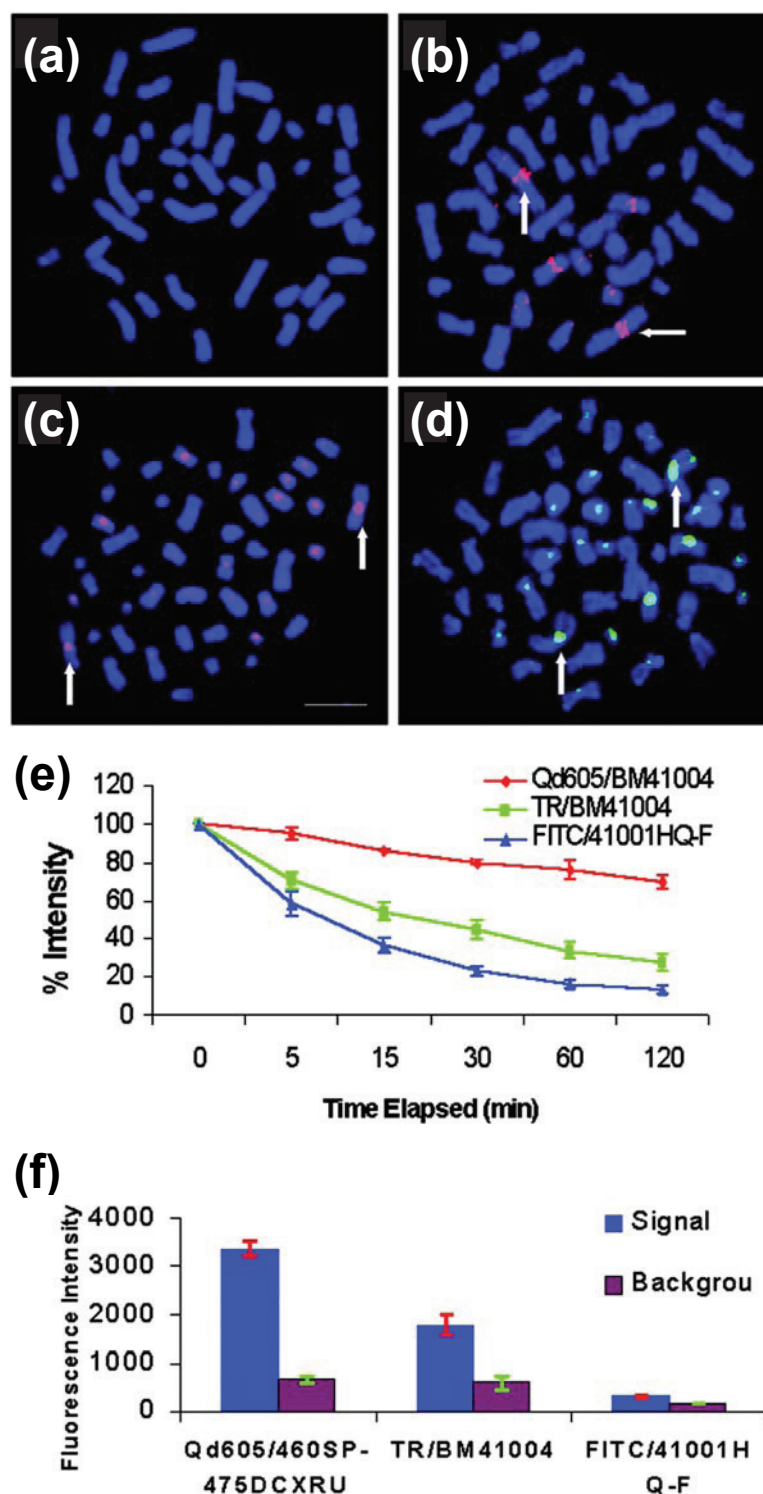 (a)
(b)
(c)
(d)
(e)
120
100
80
60
40
20
0
% Intensity
Qd605/BM41004
TR/BM41004
FITC/41001HQ-F
0 5 15 30 60 120
Time Elapsed (min)
(f)
Fluorescence Intensity
4000
3000
2000
1000
0
Signal
Backgrou
Qd605/460SP-
475DCXRU
TR/BM41004
FITC/41001H
Q-F